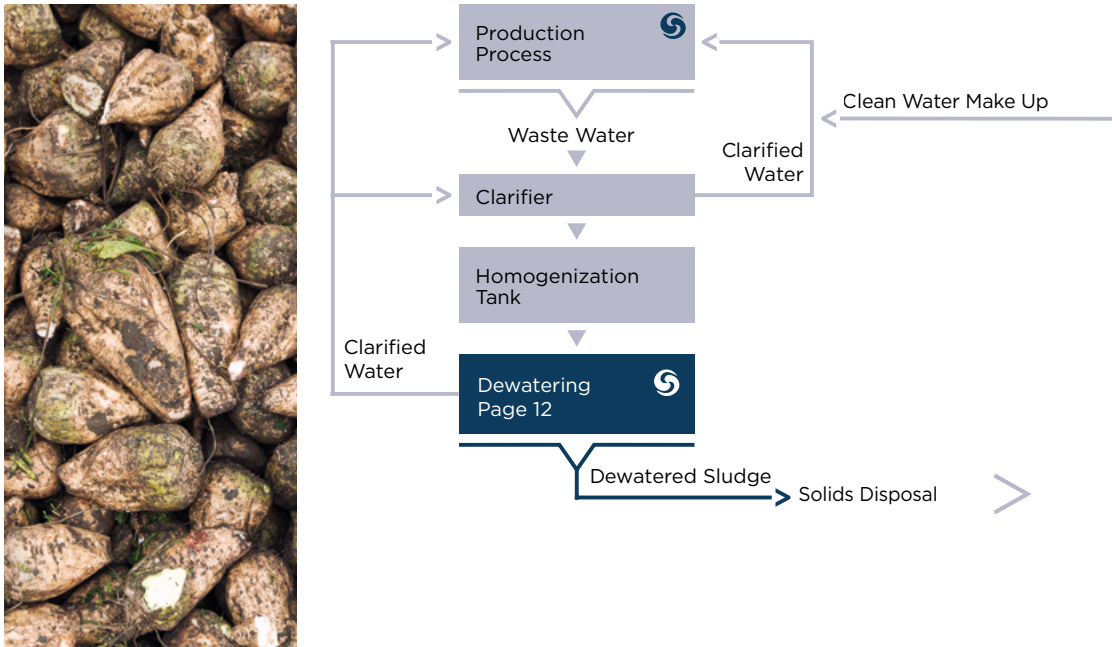 Production
Process
Clean Water Make Up
Waste Water
Clarified
Water
Clarifier
Homogenization
Tank
Clarified
Water
Dewatering
Page 12
Dewatered Sludge
Solids Disposal